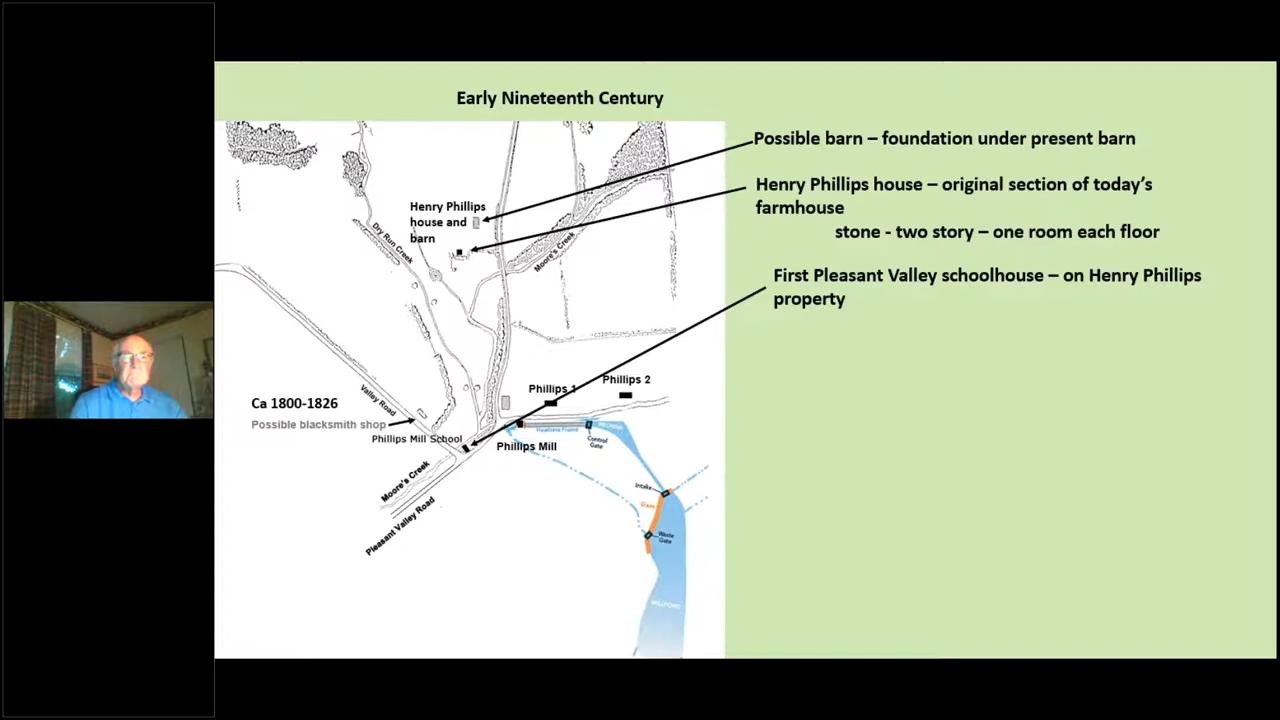 Early Nineteenth Century
Possible barn – foundation under present barn
Henry Phillips house – original section of today's
farmhouse
stone - two story – one room each floor
First Pleasant Valley schoolhouse – on Henry Phillips
property
Henry Phillips
house and
barn
Dry Run Creek
Moore's Creek
Valley Road
Ca 1800-1826
Possible blacksmith shop
Phillips Mill School
Phillips 1
Phillips 2
Phillips Mill
Headrace Flume
Control
Gate
Moore's Creek
Pleasant Valley Road
Intake
Waste
Gate
MILLPOND